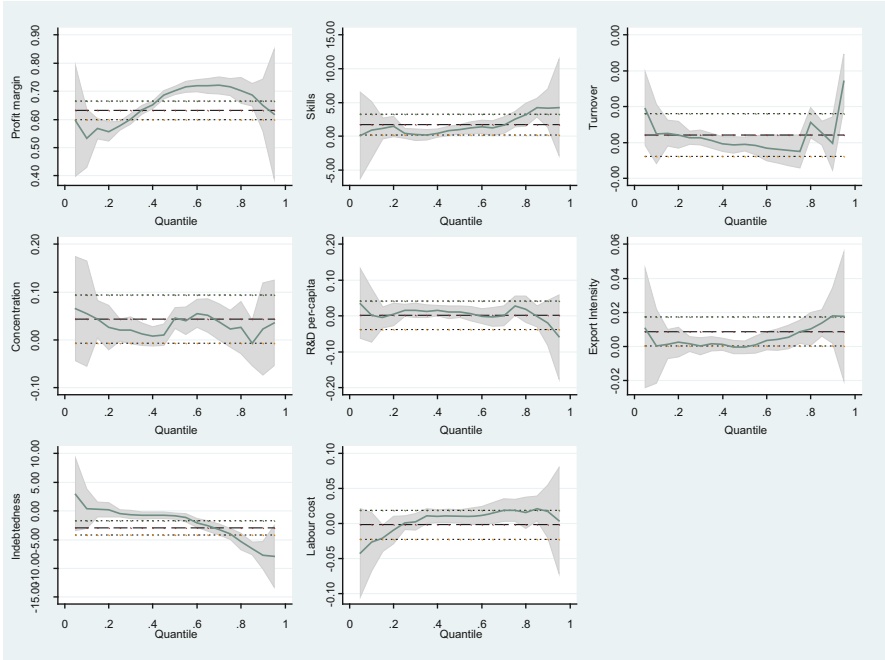 Profit margin
0.40 0.50 0.60 0.70 0.80 0.90
0 .2 .4 .6 .8 1
Quantile
Skills
-5.00 0.00 5.00 10.00 15.00
0 .2 .4 .6 .8 1
Quantile
Turnover
-0.00 0.00 0.00 0.00 0.00
0 .2 .4 .6 .8 1
Quantile
Concentration
-0.10 0.00 0.10 0.20
0 .2 .4 .6 .8 1
Quantile
R&D per-capita
-0.20 -0.10 0.00 0.10 0.20
0 .2 .4 .6 .8 1
Quantile
Export Intensity
-0.02 0.00 0.02 0.04 0.06
0 .2 .4 .6 .8 1
Quantile
Indebtedness
-15.00 -10.00 -5.00 0.00 5.00 10.00
0 .2 .4 .6 .8 1
Quantile
Labour cost
-0.10 -0.05 0.00 0.05 0.10
0 .2 .4 .6 .8 1
Quantile